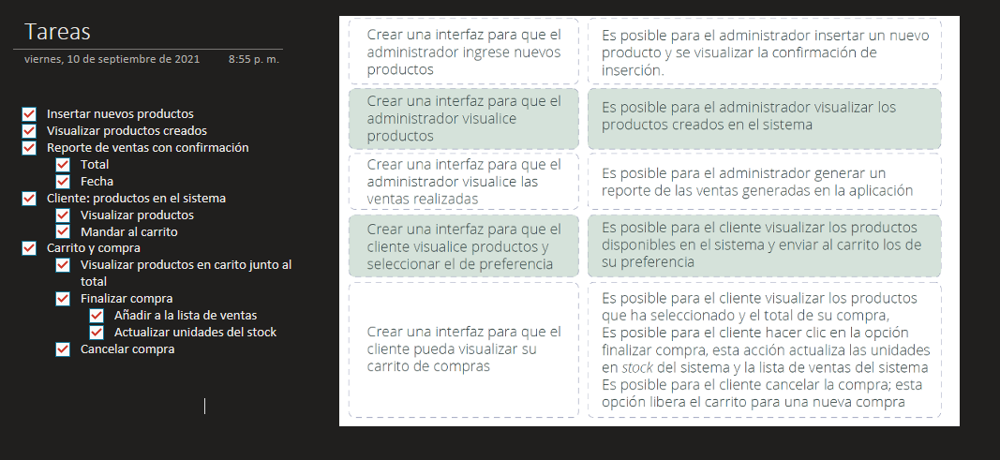 Tareas
viernes, 10 de septiembre de 2021 8:55 p. m.
Insertar nuevos productos
Visualizar productos creados
Reporte de ventas con confirmación
Total
Fecha
Cliente: productos en el sistema
Visualizar productos
Mandar al carrito
Carrito y compra
Visualizar productos en carito junto al
total
Finalizar compra
Añadir a la lista de ventas
Actualizar unidades del stock
Cancelar compra
Crear una interfaz para que el
administrador ingrese nuevos
productos
Es posible para el administrador insertar un nuevo
producto y se visualizar la confirmación de
inserción.
Crear una interfaz para que el
administrador visualice
productos
Es posible para el administrador visualizar los
productos creados en el sistema
Crear una interfaz para que el
administrador visualice las
ventas realizadas
Es posible para el administrador generar un
reporte de las ventas generadas en la aplicación
Crear una interfaz para que el
cliente visualice productos y
seleccionar el de preferencia
Es posible para el cliente visualizar los productos
disponibles en el sistema y enviar al carrito los de
su preferencia
Crear una interfaz para que el
cliente pueda visualizar su
carrito de compras
Es posible para el cliente visualizar los productos
que ha seleccionado y el total de su compra,
Es posible para el cliente hacer clic en la opción
finalizar compra, esta acción actualiza las unidades
en stock del sistema y la lista de ventas del sistema
Es posible para el cliente cancelar la compra; esta
opción libera el carrito para una nueva compra